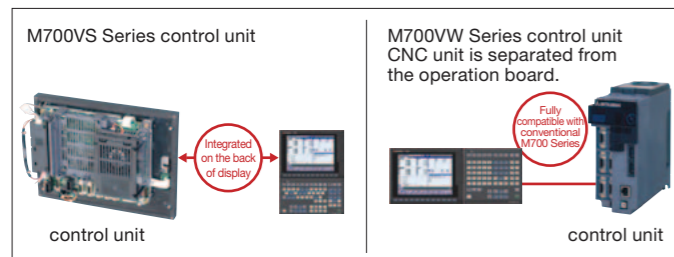 M700VS Series control unit
Integrated
on the back
of display
control unit
M700VW Series control unit
CNC unit is separated from
the operation board.
Fully
compatible with
conventional
M700 Series
control unit